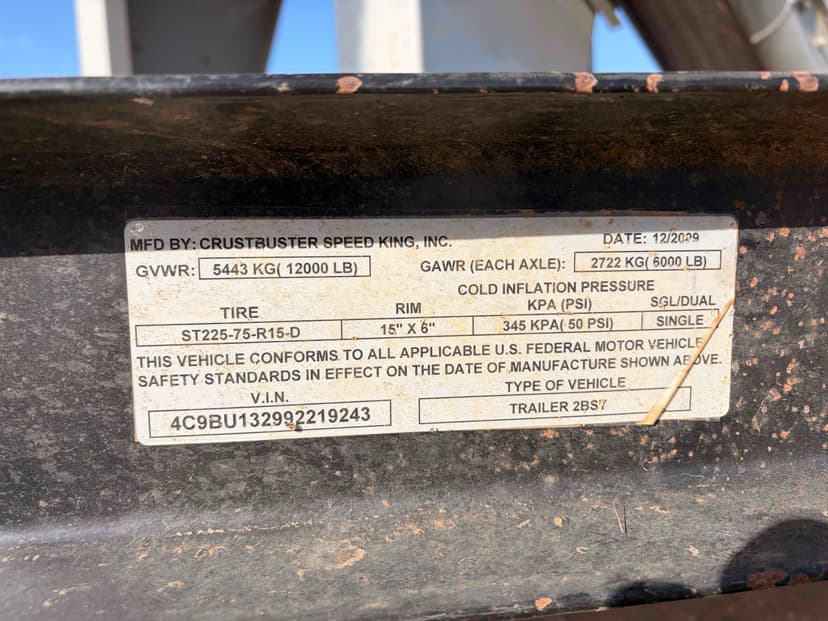 MFD BY: CRUSTBUSTER SPEED KING, INC. DATE: 12/2009
GVWR: 5443 KG( 12000 LB) GAWR (EACH AXLE): 2722 KG( 6000 LB)
COLD INFLATION PRESSURE
TIRE RIM KPA (PSI) SGL/DUAL
ST225-75-R15-D 15" X 6" 345 KPA( 50 PSI) SINGLE
THIS VEHICLE CONFORMS TO ALL APPLICABLE U.S. FEDERAL MOTOR VEHICLE
SAFETY STANDARDS IN EFFECT ON THE DATE OF MANUFACTURE SHOWN ABOVE.
V.I.N. TYPE OF VEHICLE
4C9BU132992219243 TRAILER 2BS7